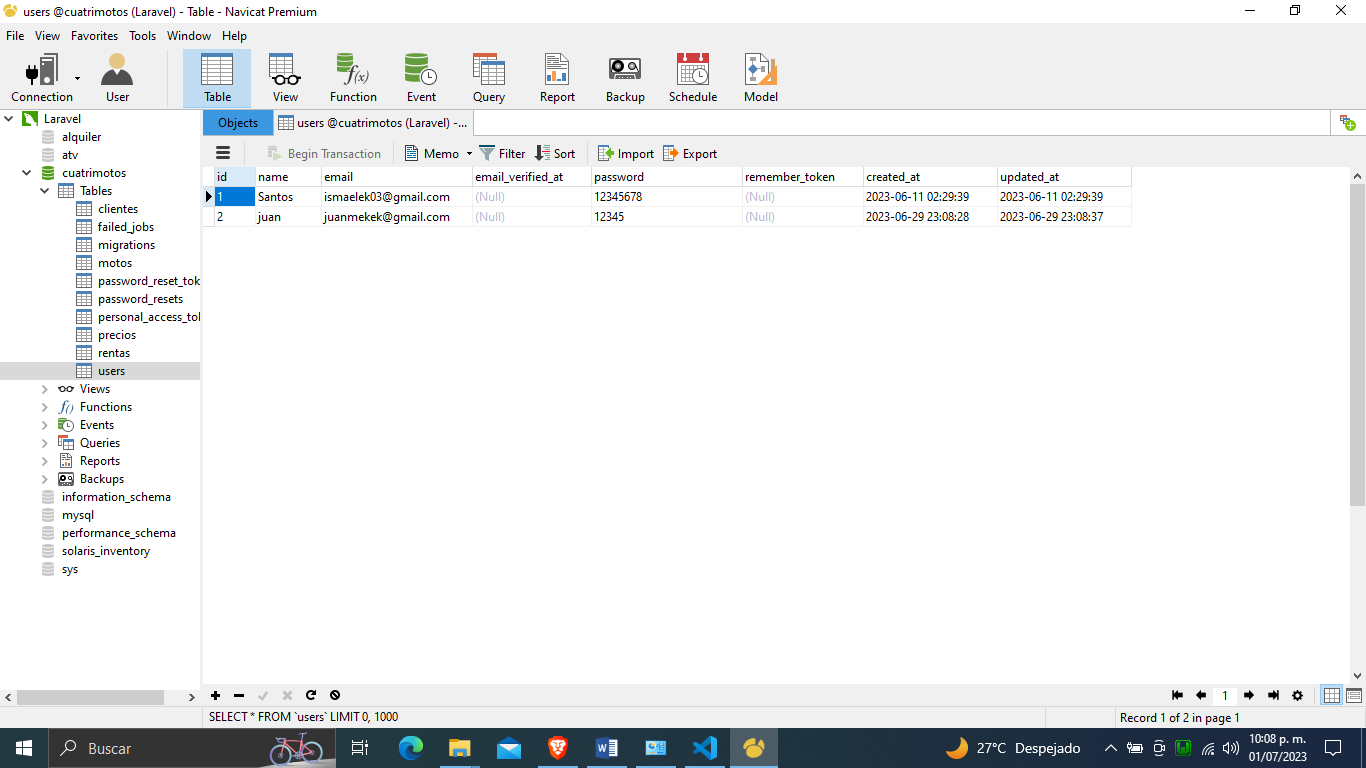 users @cuatrimotos (Laravel) - Table - Navicat Premium
File View Favorites Tools Window Help
Connection User Table View Function Event Query Report Backup Schedule Model
Laravel
alquiler
atv
cuatrimotos
Tables
clientes
failed_jobs
migrations
motos
password_reset_tok
password_resets
personal_access_tol
precios
rentas
users
Views
Functions
Events
Queries
Reports
Backups
information_schema
mysql
performance_schema
solaris_inventory
sys
Objects users @cuatrimotos (Laravel) -...
Begin Transaction Memo Filter Sort Import Export
id name email email_verified_at password remember_token created_at updated_at
1 Santos ismaelek03@gmail.com (Null) 12345678 (Null) 2023-06-11 02:29:39 2023-06-11 02:29:39
2 juan juanmekek@gmail.com (Null) 12345 (Null) 2023-06-29 23:08:28 2023-06-29 23:08:37
1
SELECT * FROM `users` LIMIT 0, 1000 Record 1 of 2 in page 1
Buscar 27°C Despejado 10:08 p. m.
01/07/2023